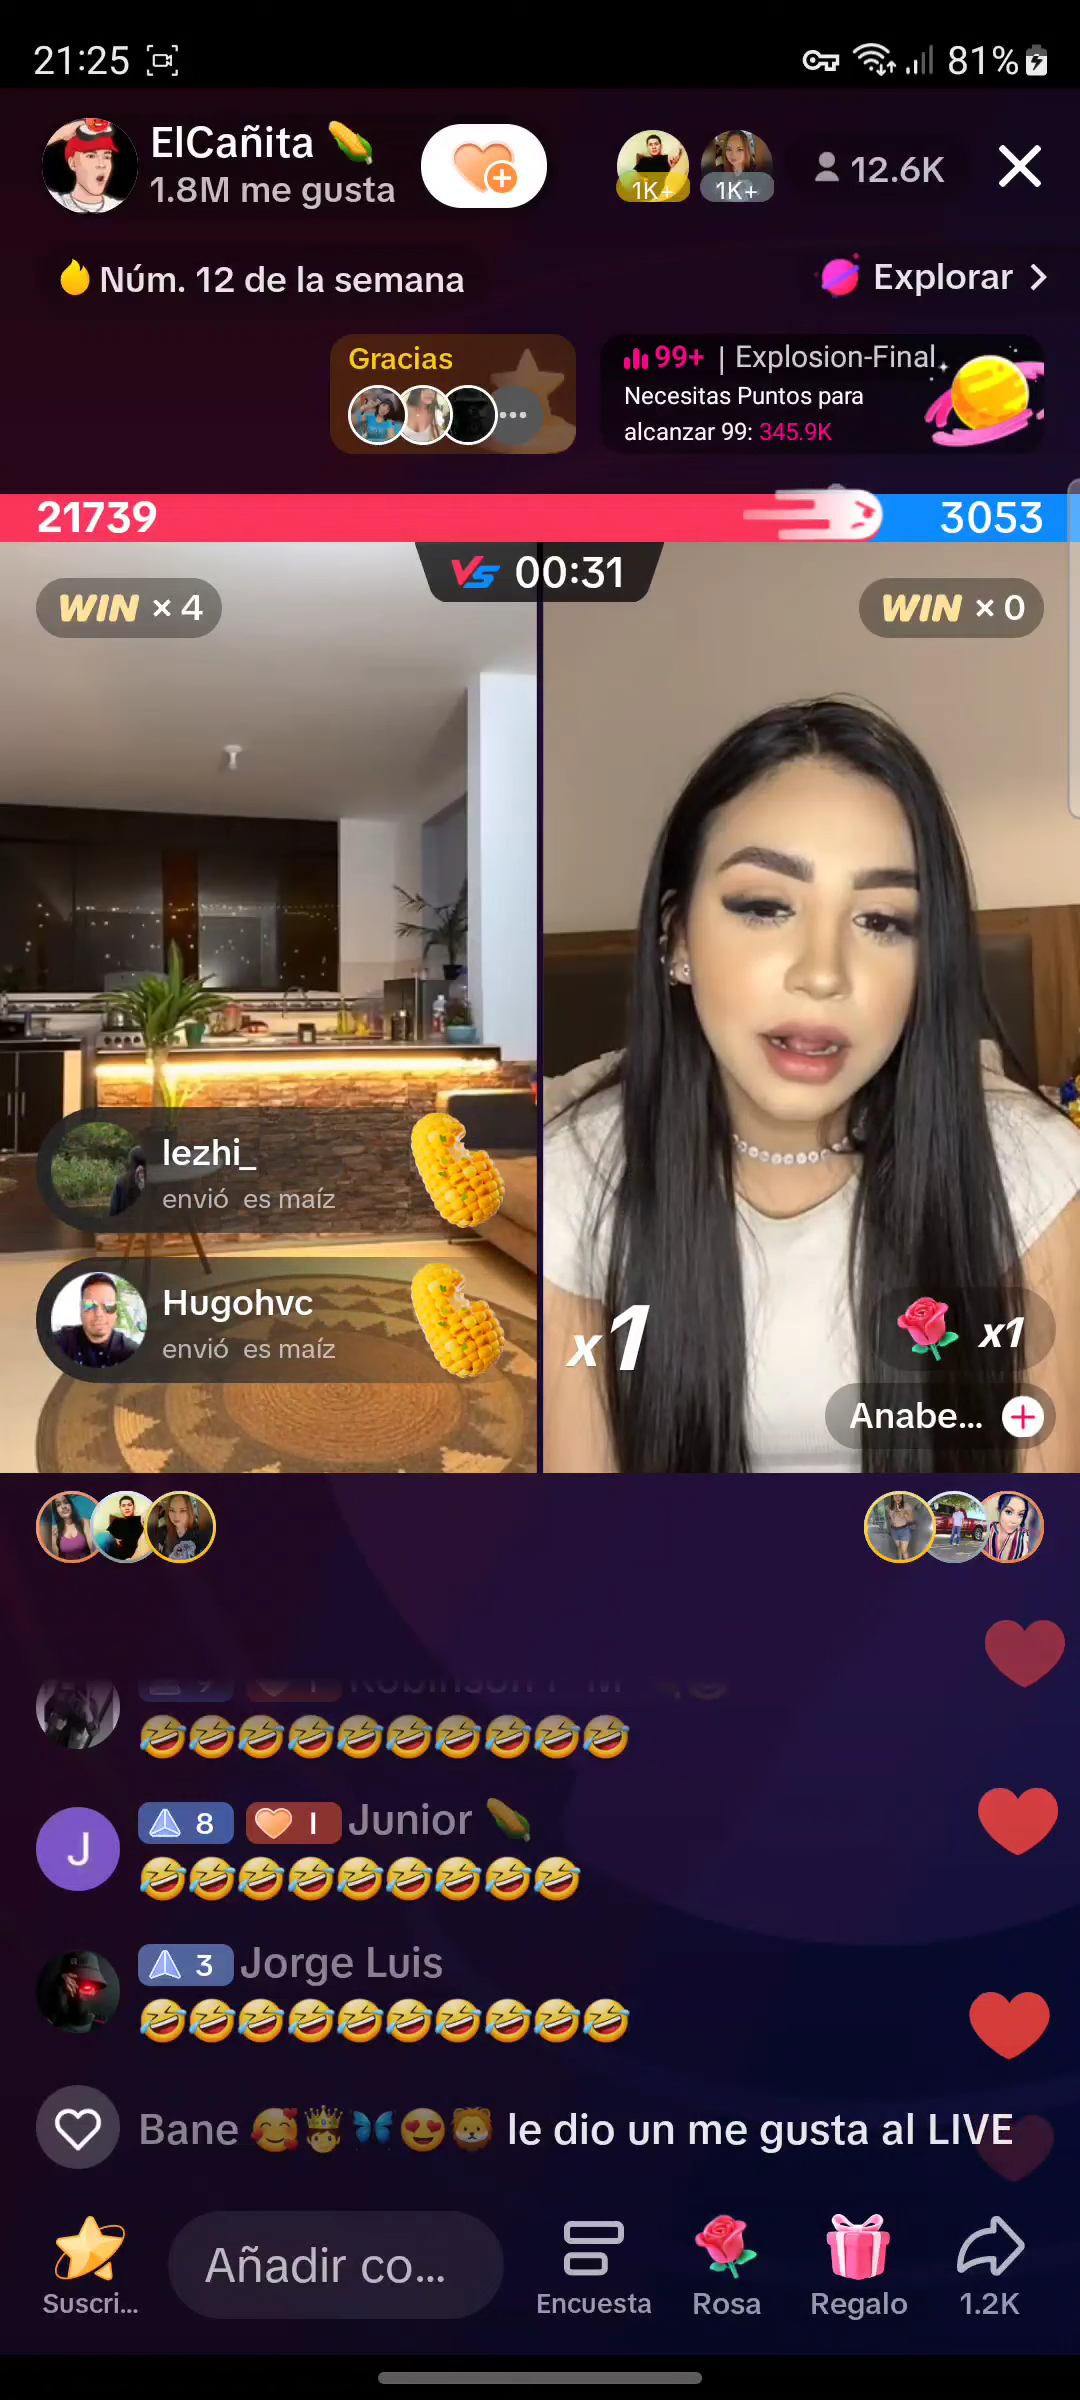 21:25
81%
ElCañita 🌽
1.8M me gusta
1K+
1K+
12.6K
Núm. 12 de la semana
Explorar
Gracias
99+ | Explosion-Final
Necesitas Puntos para
alcanzar 99: 345.9K
21739
3053
VS 00:31
WIN × 4
WIN × 0
lezhi_
envió es maíz
Hugohvc
envió es maíz
x1
x1
Anabe...
🤣🤣🤣🤣🤣🤣🤣🤣🤣🤣
J
8 I Junior 🌽
🤣🤣🤣🤣🤣🤣🤣🤣🤣
3 Jorge Luis
🤣🤣🤣🤣🤣🤣🤣🤣🤣🤣
Bane 🥰🤴🦋😍🦁 le dio un me gusta al LIVE
Suscri...
Añadir co...
Encuesta
Rosa
Regalo
1.2K